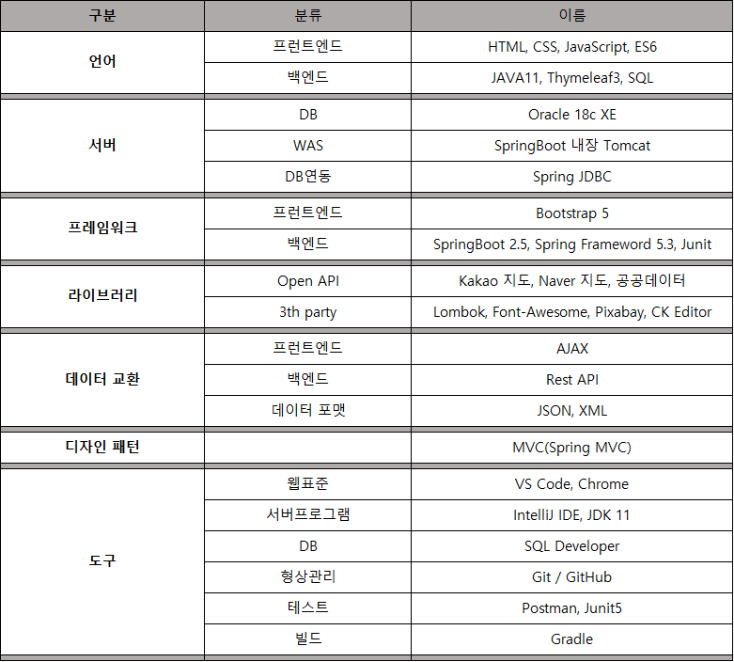 구분 분류 이름
언어 프런트엔드 HTML, CSS, JavaScript, ES6
백엔드 JAVA11, Thymeleaf3, SQL
서버 DB Oracle 18c XE
WAS SpringBoot 내장 Tomcat
DB연동 Spring JDBC
프레임워크 프런트엔드 Bootstrap 5
백엔드 SpringBoot 2.5, Spring Frameword 5.3, Junit
라이브러리 Open API Kakao 지도, Naver 지도, 공공데이터
3th party Lombok, Font-Awesome, Pixabay, CK Editor
데이터 교환 프런트엔드 AJAX
백엔드 Rest API
데이터 포맷 JSON, XML
디자인 패턴 MVC(Spring MVC)
도구 웹표준 VS Code, Chrome
서버프로그램 IntelliJ IDE, JDK 11
DB SQL Developer
형상관리 Git / GitHub
테스트 Postman, Junit5
빌드 Gradle